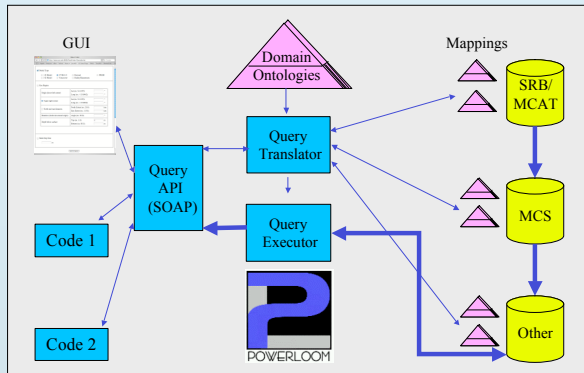 GUI
Domain
Ontologies
Mappings
SRB/
MCAT
Query
Translator
Query
API
(SOAP)
MCS
Code 1
Query
Executor
Code 2
Other
POWERLOOM